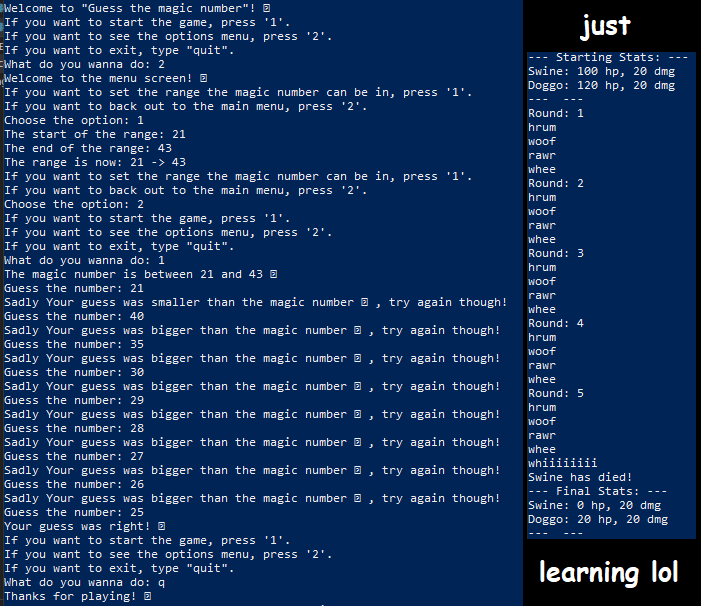 Welcome to "Guess the magic number"!
If you want to start the game, press '1'.
If you want to see the options menu, press '2'.
If you want to exit, type "quit".
What do you wanna do: 2
Welcome to the menu screen!
If you want to set the range the magic number can be in, press '1'.
If you want to back out to the main menu, press '2'.
Choose the option: 1
The start of the range: 21
The end of the range: 43
The range is now: 21 -> 43
If you want to set the range the magic number can be in, press '1'.
If you want to back out to the main menu, press '2'.
Choose the option: 2
If you want to start the game, press '1'.
If you want to see the options menu, press '2'.
If you want to exit, type "quit".
What do you wanna do: 1
The magic number is between 21 and 43
Guess the number: 21
Sadly Your guess was smaller than the magic number , try again though!
Guess the number: 40
Sadly Your guess was bigger than the magic number , try again though!
Guess the number: 35
Sadly Your guess was bigger than the magic number , try again though!
Guess the number: 30
Sadly Your guess was bigger than the magic number , try again though!
Guess the number: 29
Sadly Your guess was bigger than the magic number , try again though!
Guess the number: 28
Sadly Your guess was bigger than the magic number , try again though!
Guess the number: 27
Sadly Your guess was bigger than the magic number , try again though!
Guess the number: 26
Sadly Your guess was bigger than the magic number , try again though!
Guess the number: 25
Your guess was right!
If you want to start the game, press '1'.
If you want to see the options menu, press '2'.
If you want to exit, type "quit".
What do you wanna do: q
Thanks for playing!
just
--- Starting Stats: ---
Swine: 100 hp, 20 dmg
Doggo: 120 hp, 20 dmg
--- ---
Round: 1
hrum
woof
rawr
whee
Round: 2
hrum
woof
rawr
whee
Round: 3
hrum
woof
rawr
whee
Round: 4
hrum
woof
rawr
whee
Round: 5
hrum
woof
rawr
whee
whiiiiiiii
Swine has died!
--- Final Stats: ---
Swine: 0 hp, 20 dmg
Doggo: 20 hp, 20 dmg
--- ---
learning lol